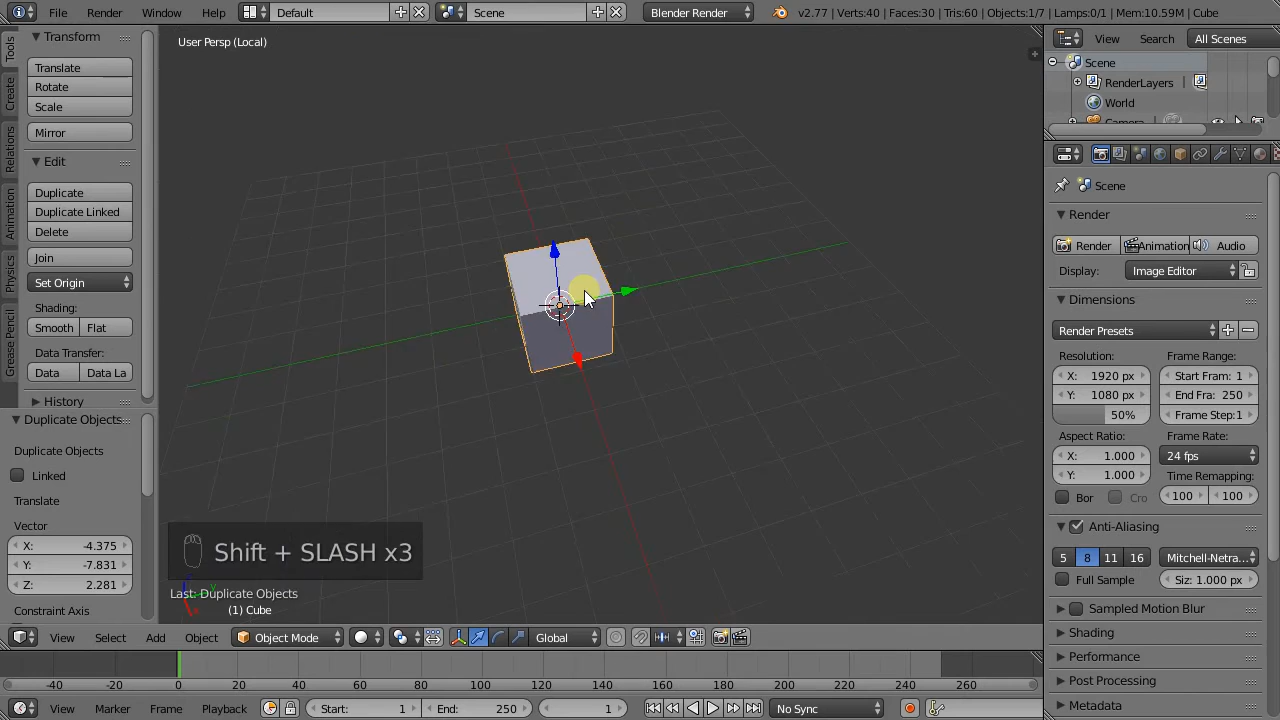 File
Render
Window
Help
Default
Scene
Blender Render
v2.77 | Verts:40 | Faces:30 | Tris:60 | Objects:1/7 | Lamps:0/1 | Mem:10.59M | Cube
Tools
Create
Relations
Animation
Physics
Grease Pencil
Transform
Translate
Rotate
Scale
Mirror
Edit
Duplicate
Duplicate Linked
Delete
Join
Set Origin
Shading:
Smooth
Flat
Data Transfer:
Data
Data La
History
Duplicate Objects
Duplicate Objects
Linked
Translate
Vector
X: -4.375
Y: -7.831
Z: 2.281
Constraint Axis
User Persp (Local)
Shift + SLASH x3
Last: Duplicate Objects
(1) Cube
View
Select
Add
Object
Object Mode
Global
-40 -20 0 20 40 60 80 100 120 140 160 180 200 220 240 260
View
Marker
Frame
Playback
Start: 1
End: 250
1
No Sync
View
Search
All Scenes
Scene
RenderLayers
World
Camera
Scene
Render
Render
Animation
Audio
Display:
Image Editor
Dimensions
Render Presets
Resolution:
X: 1920 px
Y: 1080 px
50%
Frame Range:
Start Fram: 1
End Fra: 250
Frame Step:1
Aspect Ratio:
X: 1.000
Y: 1.000
Frame Rate:
24 fps
Time Remapping:
100
100
Bor
Cro
Anti-Aliasing
5
8
11
16
Mitchell-Netra...
Full Sample
Siz: 1.000 px
Sampled Motion Blur
Shading
Performance
Post Processing
Metadata